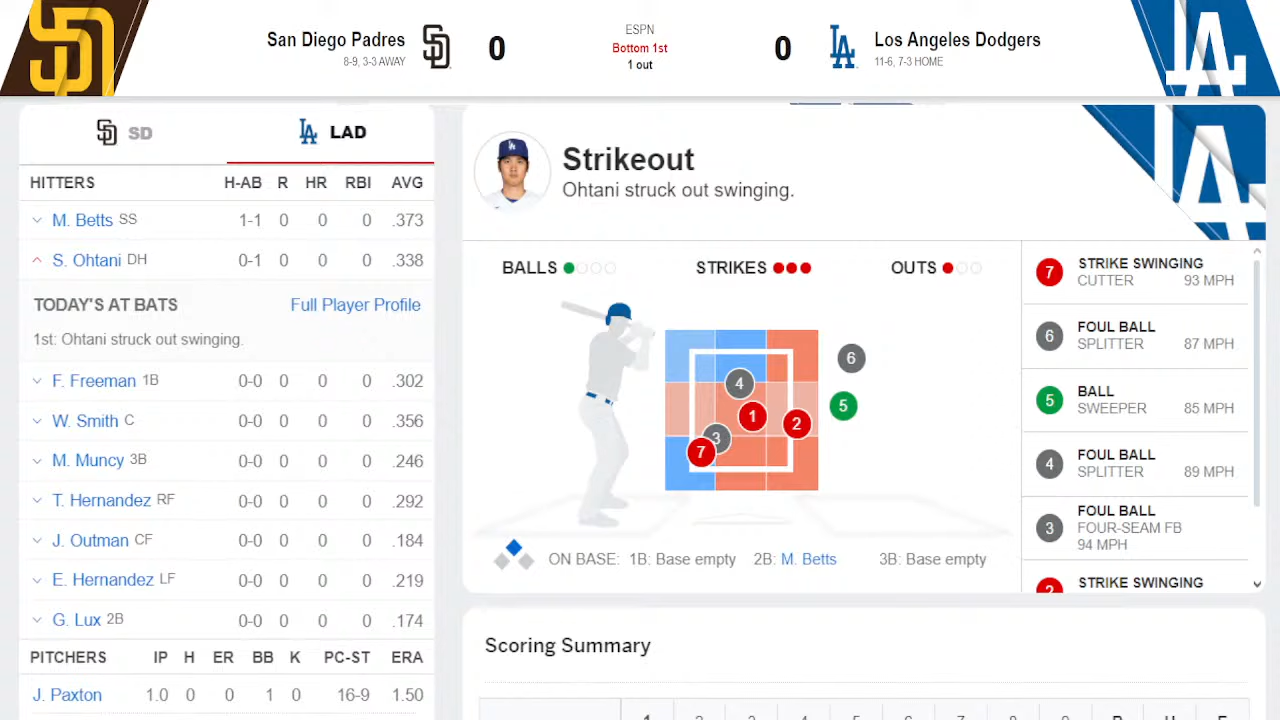 San Diego Padres
8-9, 3-3 AWAY
SD
0
ESPN
Bottom 1st
1 out
0
LA
Los Angeles Dodgers
11-6, 7-3 HOME
SD
LA
SD SD
LA LAD
HITTERS H-AB R HR RBI AVG
M. Betts SS 1-1 0 0 0 .373
S. Ohtani DH 0-1 0 0 0 .338
TODAY'S AT BATS Full Player Profile
1st: Ohtani struck out swinging.
F. Freeman 1B 0-0 0 0 0 .302
W. Smith C 0-0 0 0 0 .356
M. Muncy 3B 0-0 0 0 0 .246
T. Hernandez RF 0-0 0 0 0 .292
J. Outman CF 0-0 0 0 0 .184
E. Hernandez LF 0-0 0 0 0 .219
G. Lux 2B 0-0 0 0 0 .174
PITCHERS IP H ER BB K PC-ST ERA
J. Paxton 1.0 0 0 1 0 16-9 1.50
Strikeout
Ohtani struck out swinging.
LA
BALLS STRIKES OUTS
6
4
5
1
2
3
7
ON BASE: 1B: Base empty 2B: M. Betts 3B: Base empty
7 STRIKE SWINGING
CUTTER 93 MPH
6 FOUL BALL
SPLITTER 87 MPH
5 BALL
SWEEPER 85 MPH
4 FOUL BALL
SPLITTER 89 MPH
3 FOUL BALL
FOUR-SEAM FB
94 MPH
2 STRIKE SWINGING
Scoring Summary